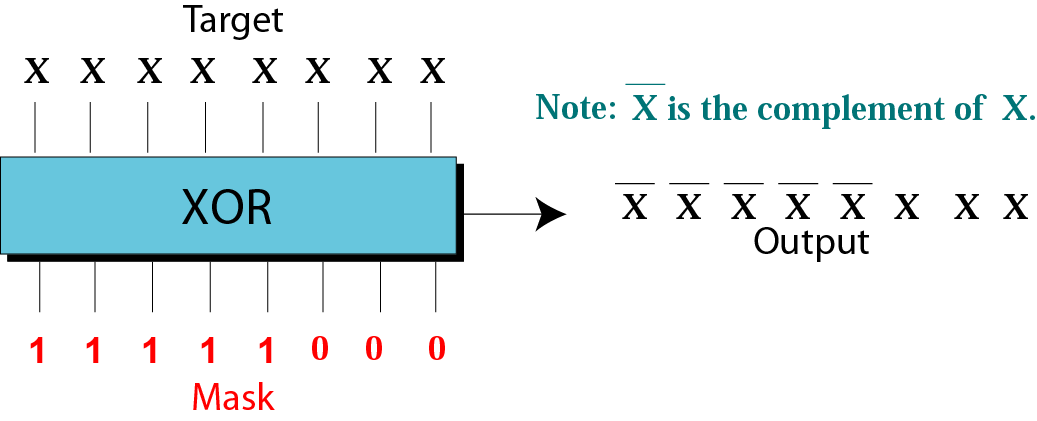 Target
X X X X X X X X
Note: X̅ is the complement of X.
XOR
X̅ X̅ X̅ X̅ X̅ X X X
Output
1 1 1 1 1 0 0 0
Mask